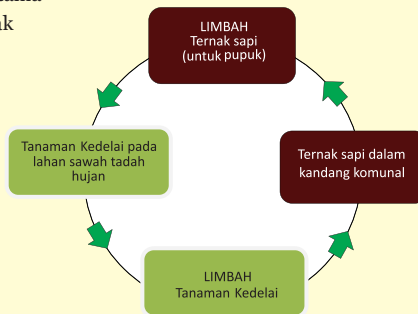 ak
LIMBAH
Ternak sapi
(untuk pupuk)
Tanaman Kedelai pada
lahan sawah tadah
hujan
Ternak sapi dalam
kandang komunal
LIMBAH
Tanaman Kedelai